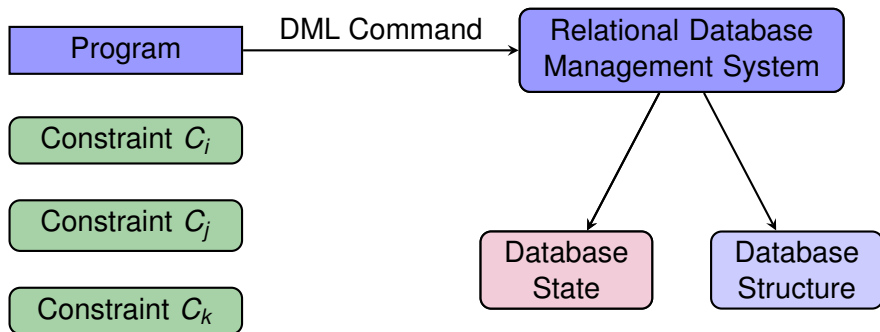 Program
DML Command
Relational Database
Management System
Constraint C_i
Constraint C_j
Constraint C_k
Database
State
Database
Structure